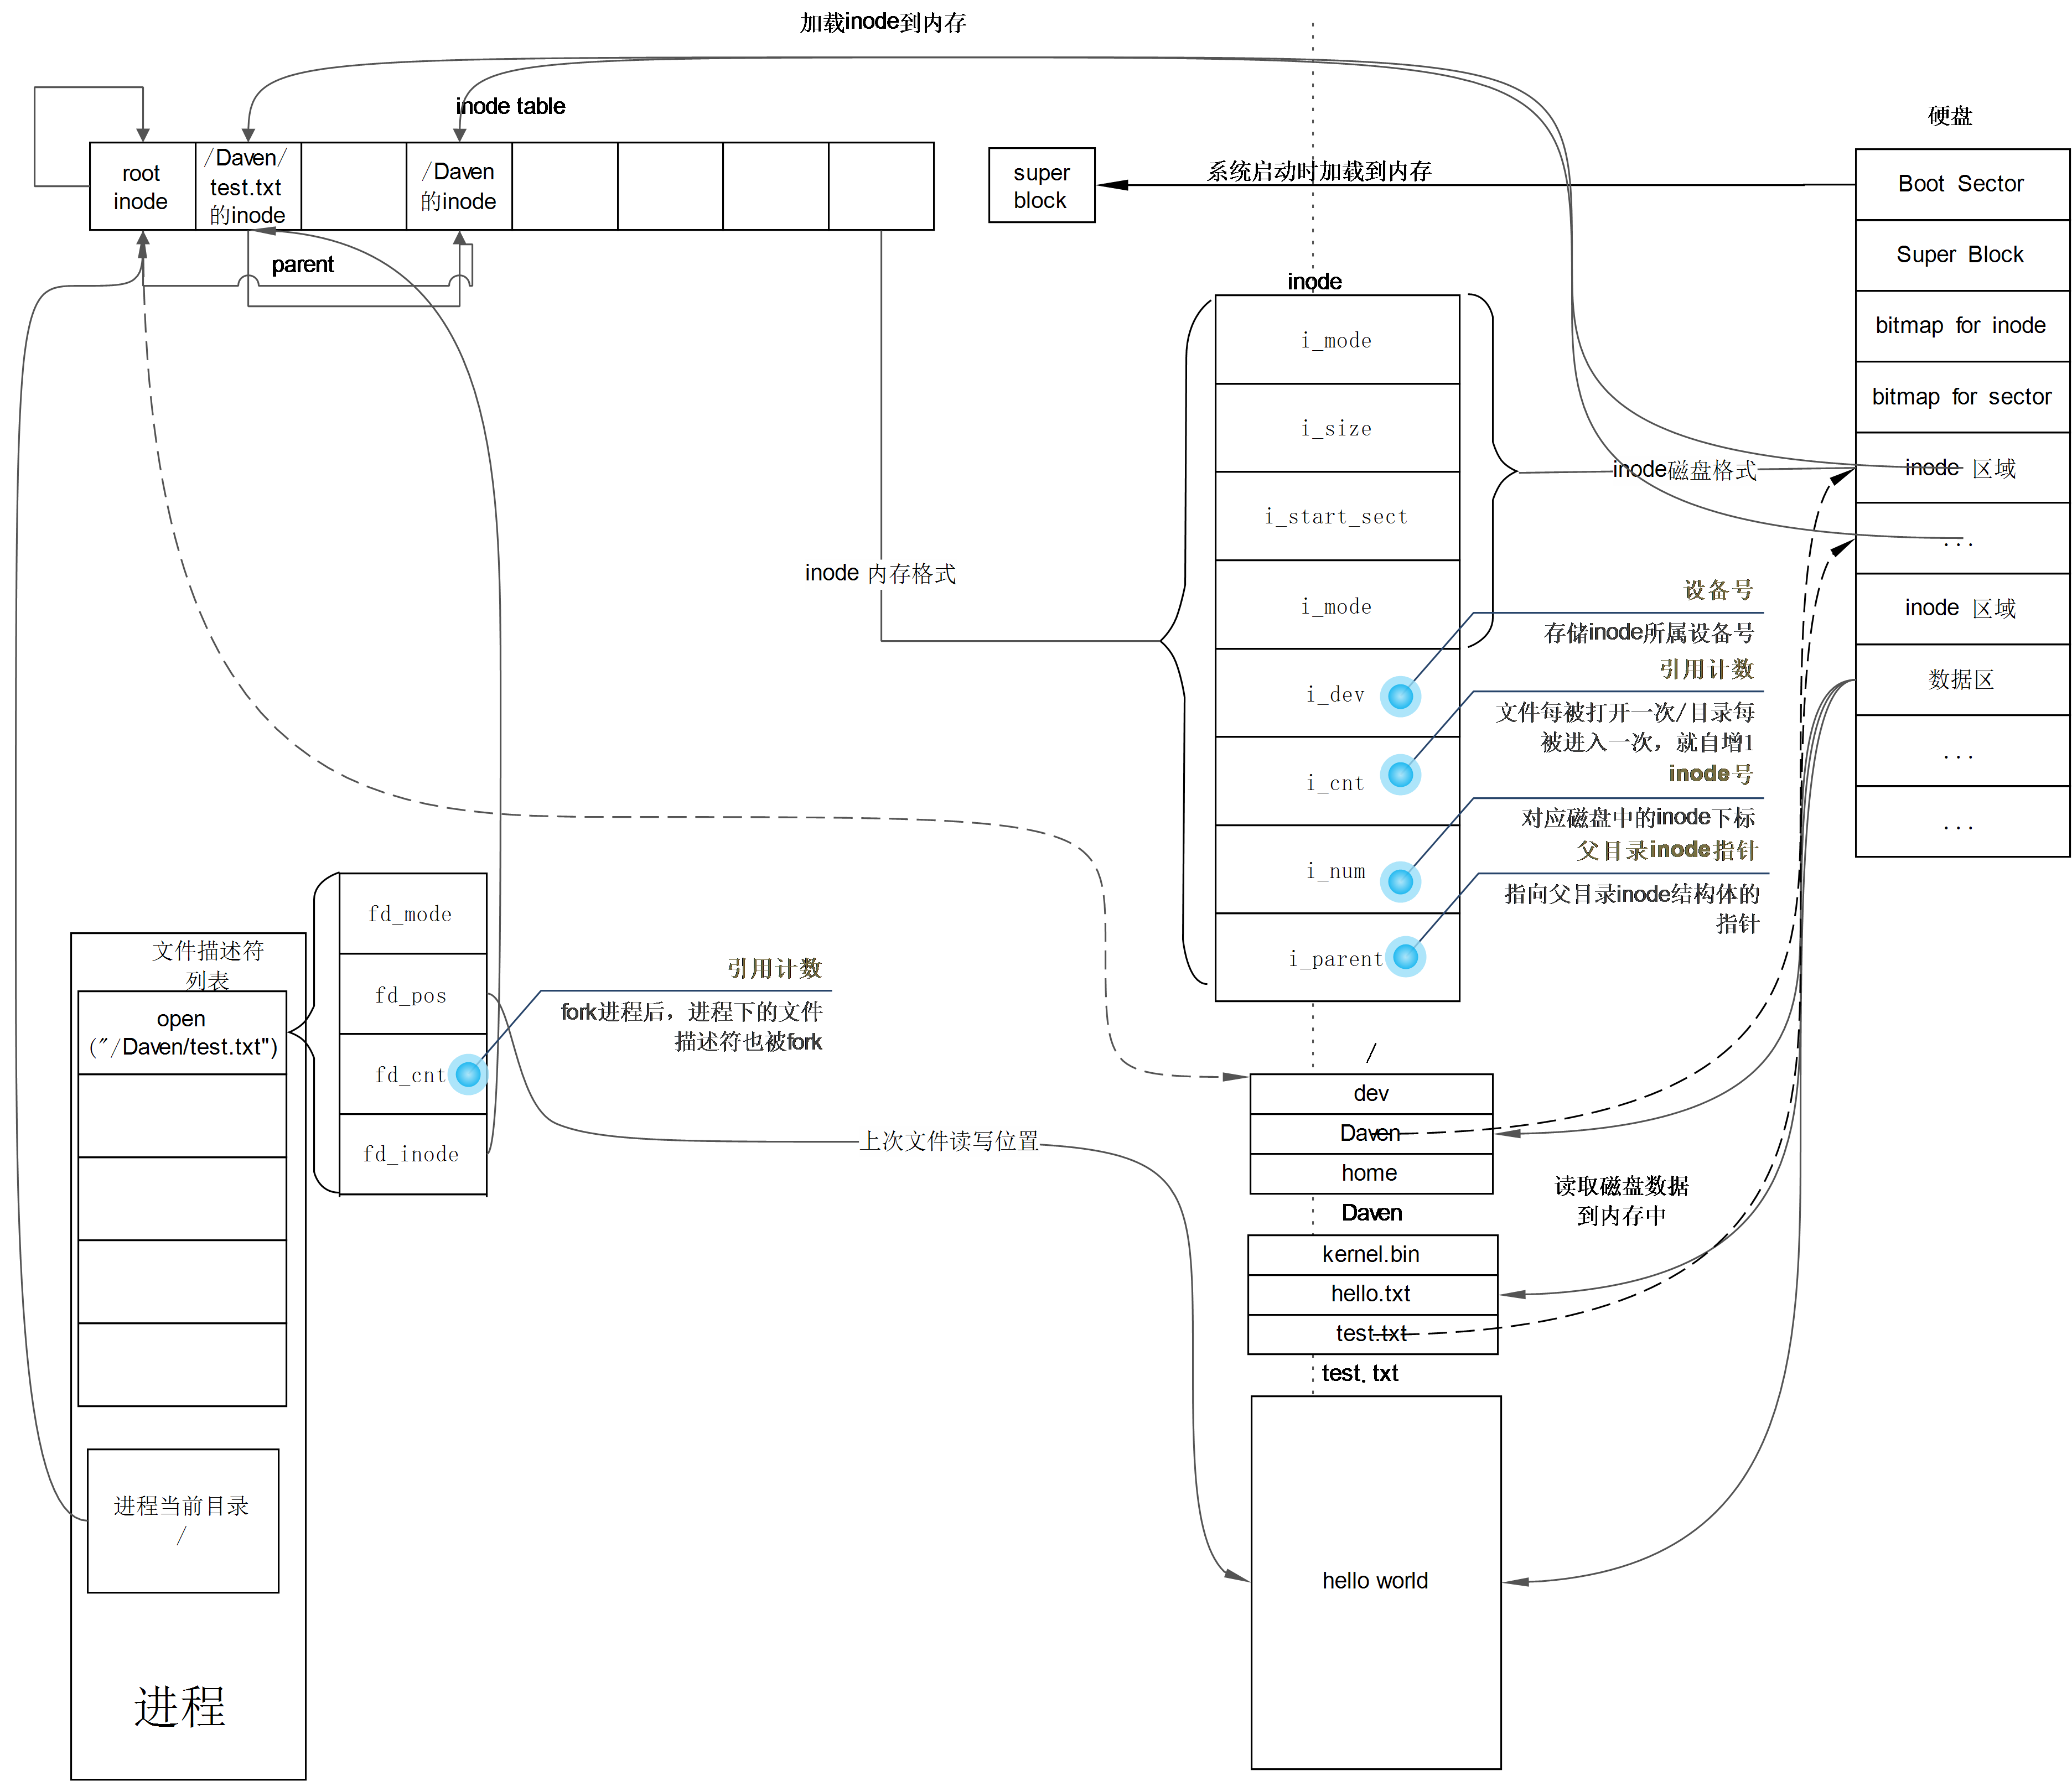 加载inode到内存
inode table
root
inode
/Daven/
test.txt
的inode
/Daven
的inode
parent
super
block
系统启动时加载到内存
硬盘
Boot Sector
Super Block
bitmap for inode
bitmap for sector
inode 区域
...
inode 区域
数据区
...
...
inode
i_mode
i_size
i_start_sect
i_mode
i_dev
i_cnt
i_num
i_parent
inode磁盘格式
inode 内存格式
设备号
存储inode所属设备号
引用计数
文件每被打开一次/目录每
被进入一次，就自增1
inode号
对应磁盘中的inode下标
父目录inode指针
指向父目录inode结构体的
指针
文件描述符
列表
open
("/Daven/test.txt")
fd_mode
fd_pos
fd_cnt
fd_inode
引用计数
fork进程后，进程下的文件
描述符也被fork
上次文件读写位置
/
dev
Daven
home
Daven
kernel.bin
hello.txt
test.txt
读取磁盘数据
到内存中
test.txt
hello world
进程当前目录
/
进程